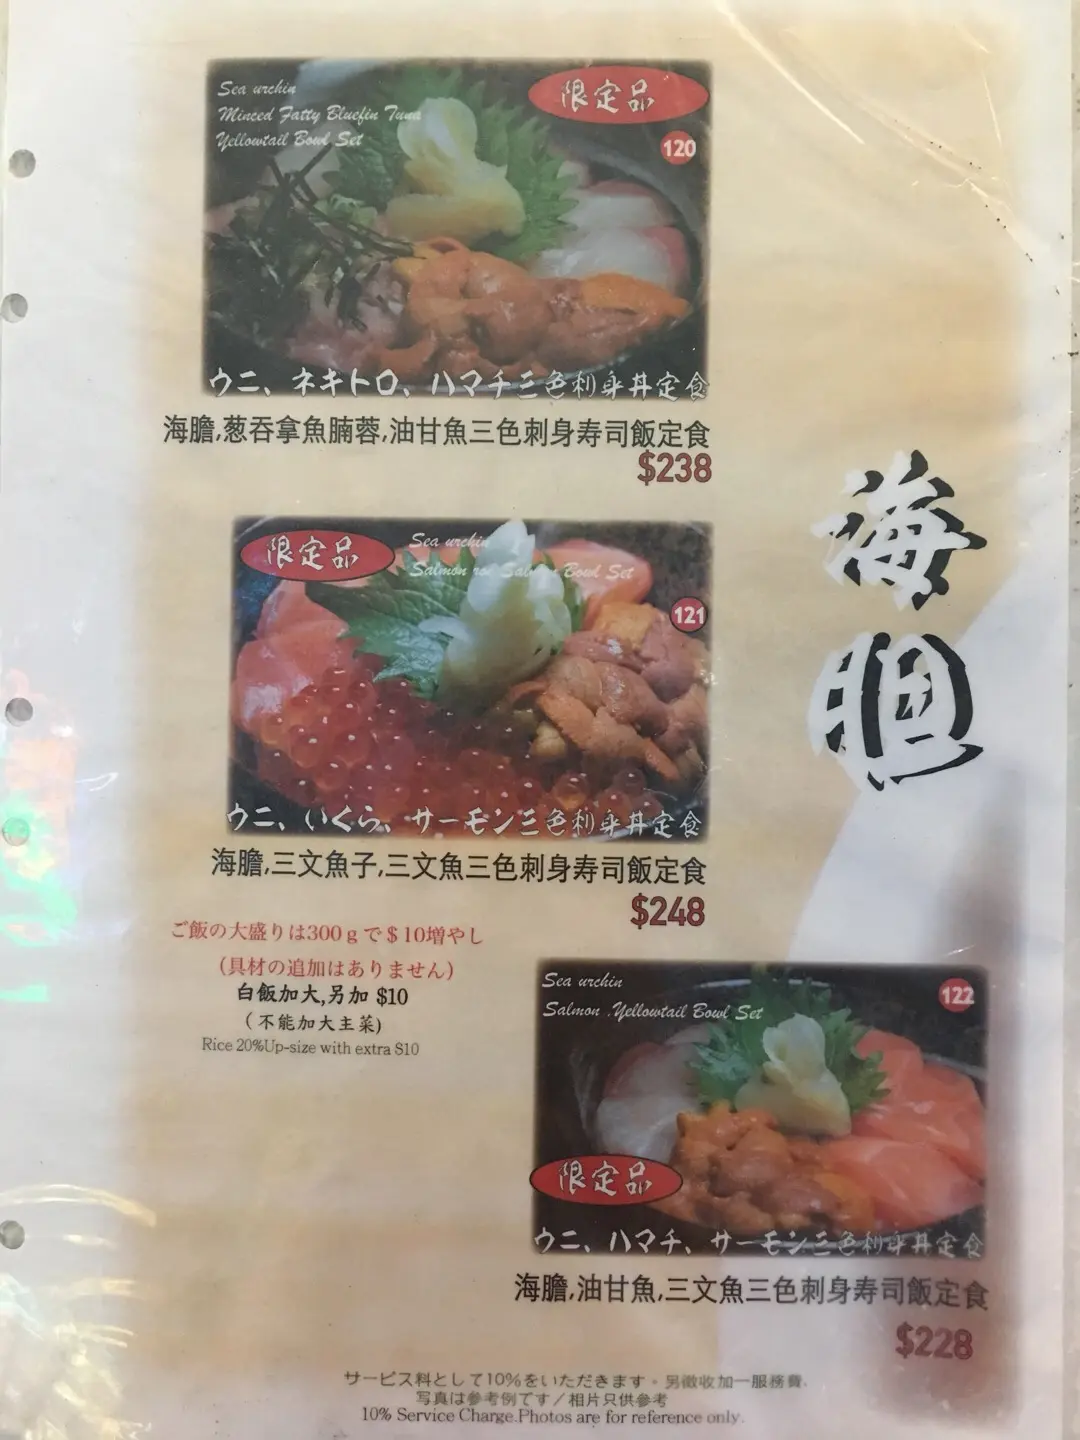 Sea urchin
Minced Fatty Bluefin Tuna
Yellowtail Bowl Set
限定品
120
ウニ、ネギトロ、ハマチ三色刺身丼定食
海膽,葱吞拿魚腩蓉,油甘魚三色刺身寿司飯定食
$238
海胆
限定品
Sea urchin
Salmon roe Salmon Bowl Set
121
ウニ、いくら、サーモン三色刺身丼定食
海膽,三文魚子,三文魚三色刺身寿司飯定食
$248
ご飯の大盛りは300gで$10増やし
(具材の追加はありません)
白飯加大,另加 $10
(不能加大主菜)
Rice 20%Up-size with extra $10
Sea urchin
Salmon .Yellowtail Bowl Set
122
限定品
ウニ、ハマチ、サーモン三色刺身丼定食
海膽,油甘魚,三文魚三色刺身寿司飯定食
$228
サービス料として10%をいただきます。另徵收加一服務費.
写真は参考例です/相片只供参考
10% Service Charge.Photos are for reference only.